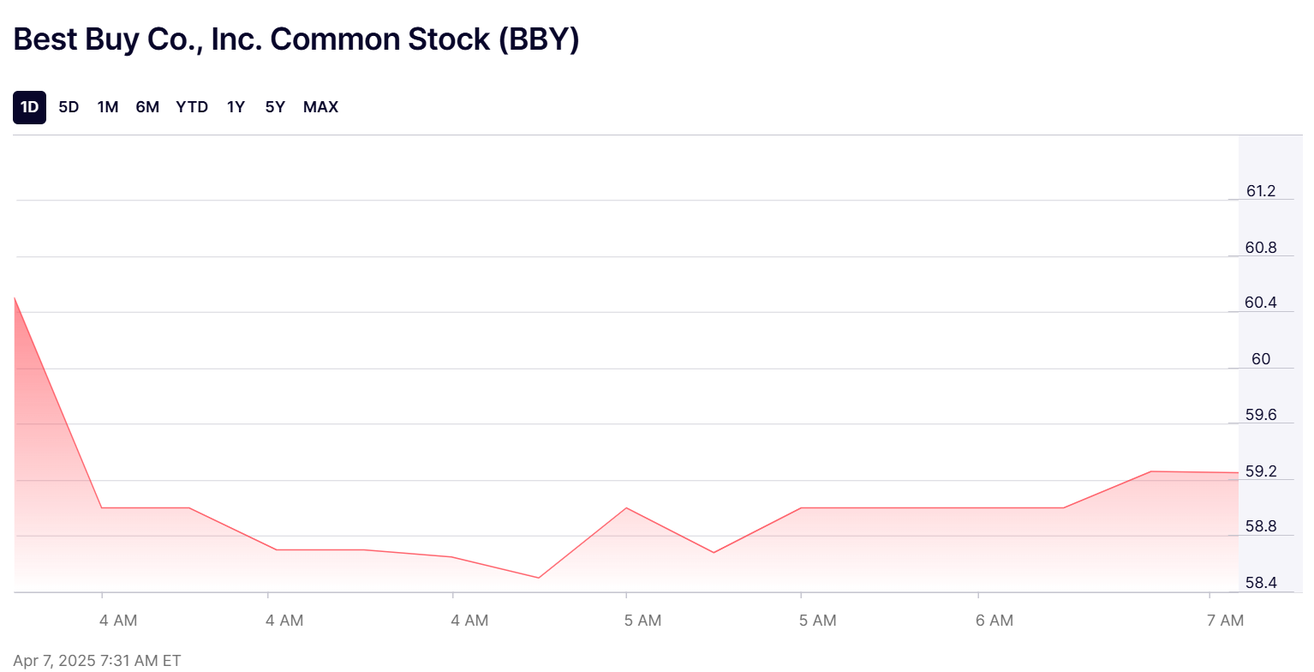 Best Buy Co., Inc. Common Stock (BBY)
1D 5D 1M 6M YTD 1Y 5Y MAX
61.2
60.8
60.4
60
59.6
59.2
58.8
58.4
4 AM 4 AM 4 AM 5 AM 5 AM 6 AM 7 AM
Apr 7, 2025 7:31 AM ET